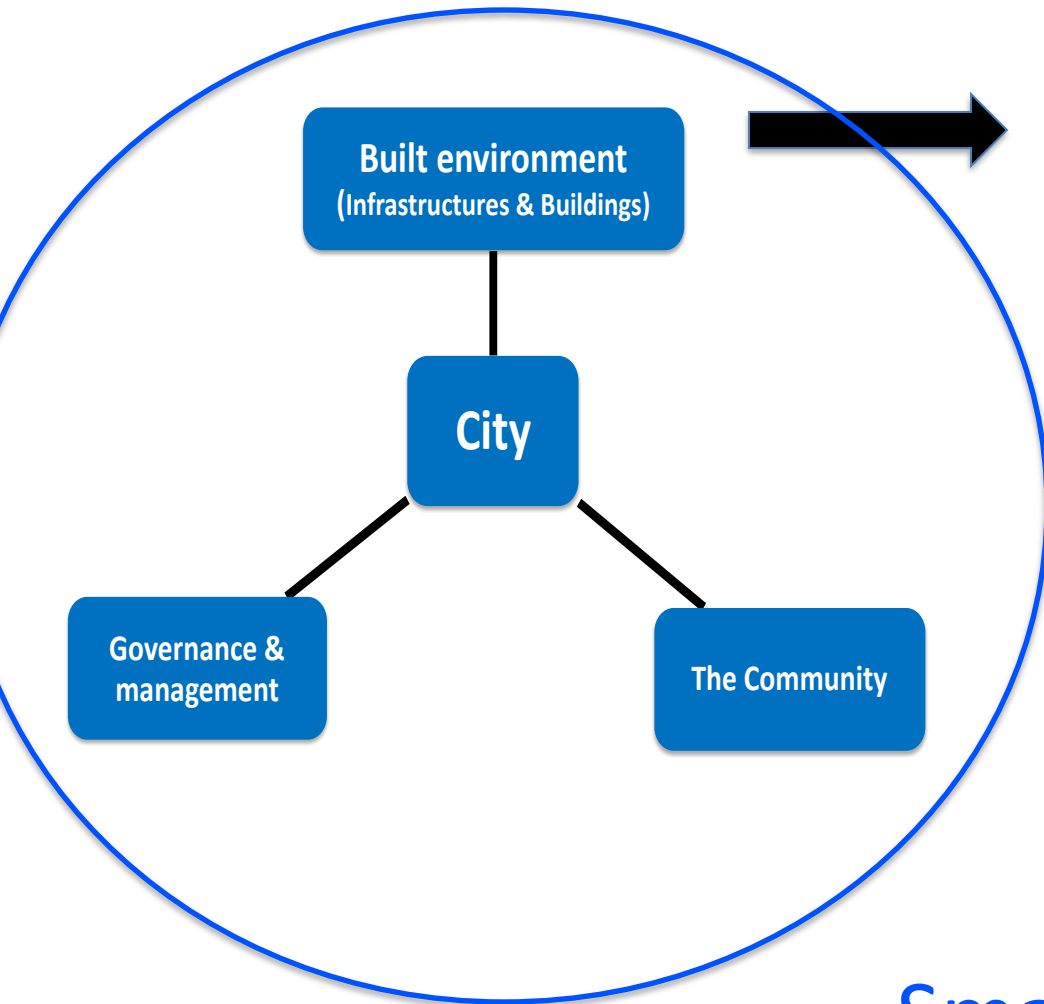 Built environment
(Infrastructures & Buildings)
City
Governance &
management
The Community